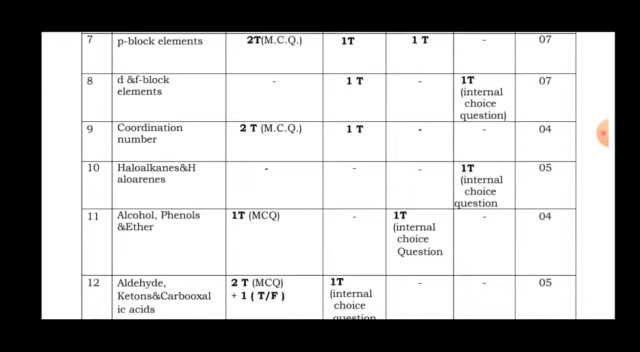 7 p-block elements 2T(M.C.Q.) 1T 1 T - 07
8 d &f-block - 1 T - 1T 07
elements (internal
choice
question)
9 Coordination 2 T (M.C.Q.) 1 T - - 04
number
10 Haloalkanes&H - - - 1T 05
aloarenes (internal
choice
question
11 Alcohol, Phenols 1T (MCQ) - 1T - 04
&Ether (internal
choice
Question
12 Aldehyde, 2 T (MCQ) 1T - - 05
Ketons&Carbooxal + 1 ( T/F ) (internal
ic acids choice
question